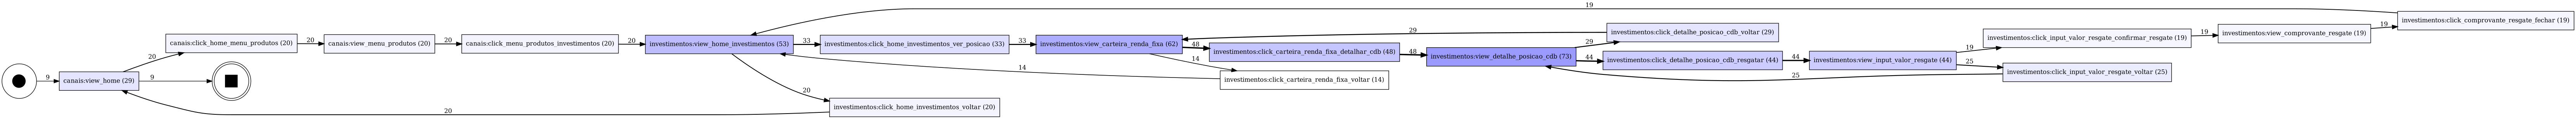 19
canais:click_home_menu_produtos (20)
20
canais:view_menu_produtos (20)
20
canais:click_menu_produtos_investimentos (20)
20
investimentos:view_home_investimentos (53)
33
investimentos:click_home_investimentos_ver_posicao (33)
33
investimentos:view_carteira_renda_fixa (62)
48
investimentos:click_carteira_renda_fixa_detalhar_cdb (48)
48
investimentos:view_detalhe_posicao_cdb (73)
29
29
investimentos:click_detalhe_posicao_cdb_voltar (29)
44
investimentos:click_detalhe_posicao_cdb_resgatar (44)
44
investimentos:view_input_valor_resgate (44)
19
investimentos:click_input_valor_resgate_confirmar_resgate (19)
19
investimentos:view_comprovante_resgate (19)
19
investimentos:click_comprovante_resgate_fechar (19)
25
investimentos:click_input_valor_resgate_voltar (25)
25
14
investimentos:click_carteira_renda_fixa_voltar (14)
14
9
canais:view_home (29)
20
9
20
investimentos:click_home_investimentos_voltar (20)
20